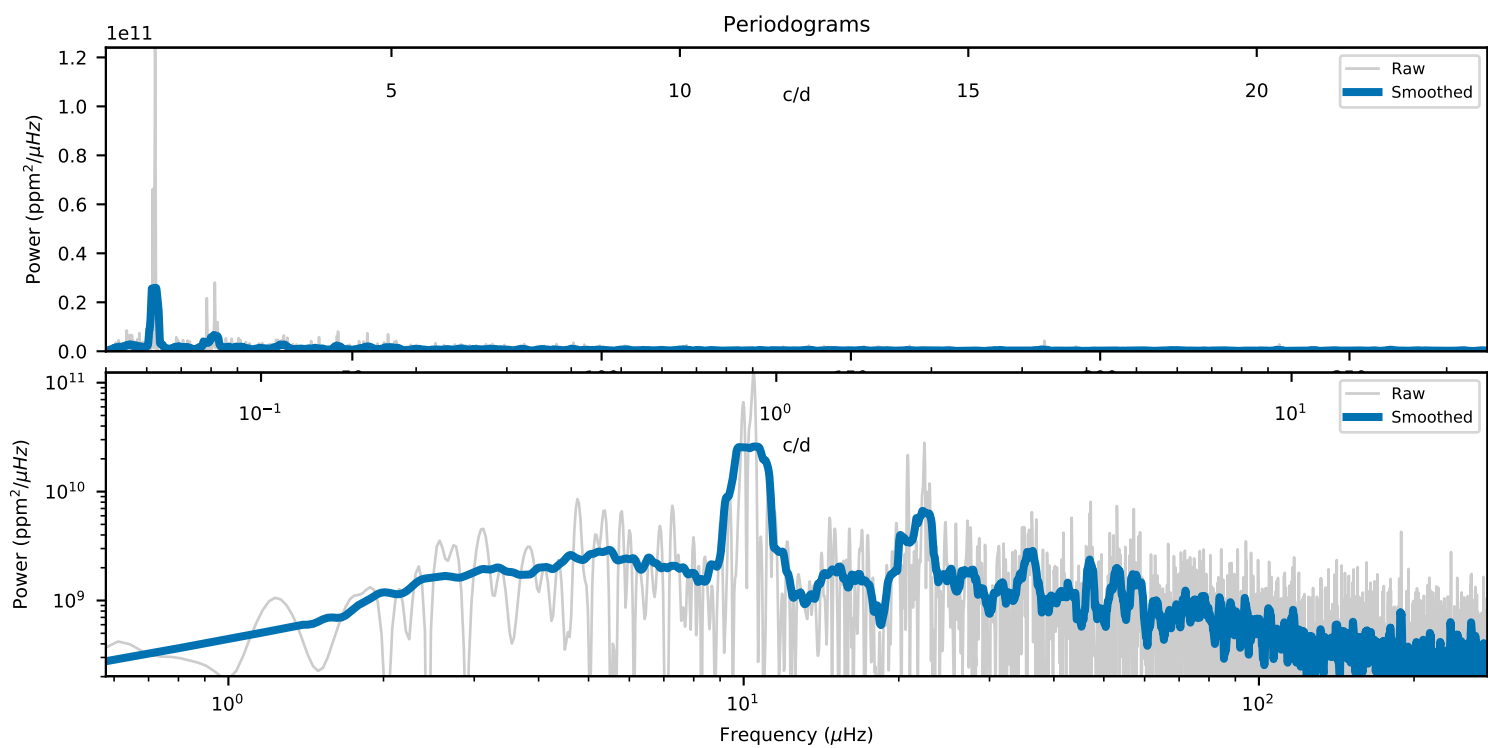 Periodograms
1e11
1.2
1.0
0.8
0.6
0.4
0.2
0.0
Power (ppm²/μHz)
5
10
15
20
c/d
Raw
Smoothed
10¹¹
10¹⁰
10⁹
Power (ppm²/μHz)
10⁻¹
10⁰
10¹
c/d
Raw
Smoothed
10⁰
10¹
10²
Frequency (μHz)